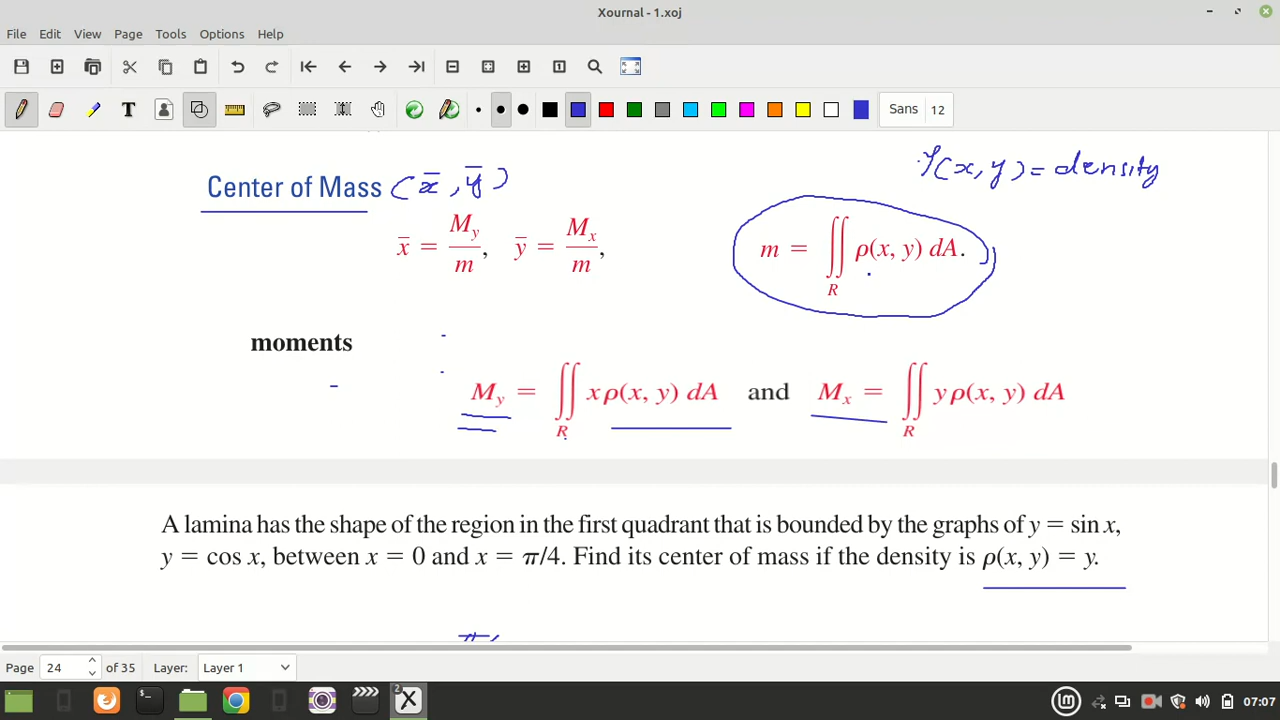 Xournal - 1.xoj
File Edit View Page Tools Options Help
Sans 12
f(x, y) = density
Center of Mass (x̄, ȳ)
x̄ = M_y/m, ȳ = M_x/m, m = ∬_R ρ(x, y) dA.
moments
M_y = ∬_R xρ(x, y) dA and M_x = ∬_R yρ(x, y) dA
A lamina has the shape of the region in the first quadrant that is bounded by the graphs of y = sin x,
y = cos x, between x = 0 and x = π/4. Find its center of mass if the density is ρ(x, y) = y.
Page 24 of 35 Layer: Layer 1
07:07